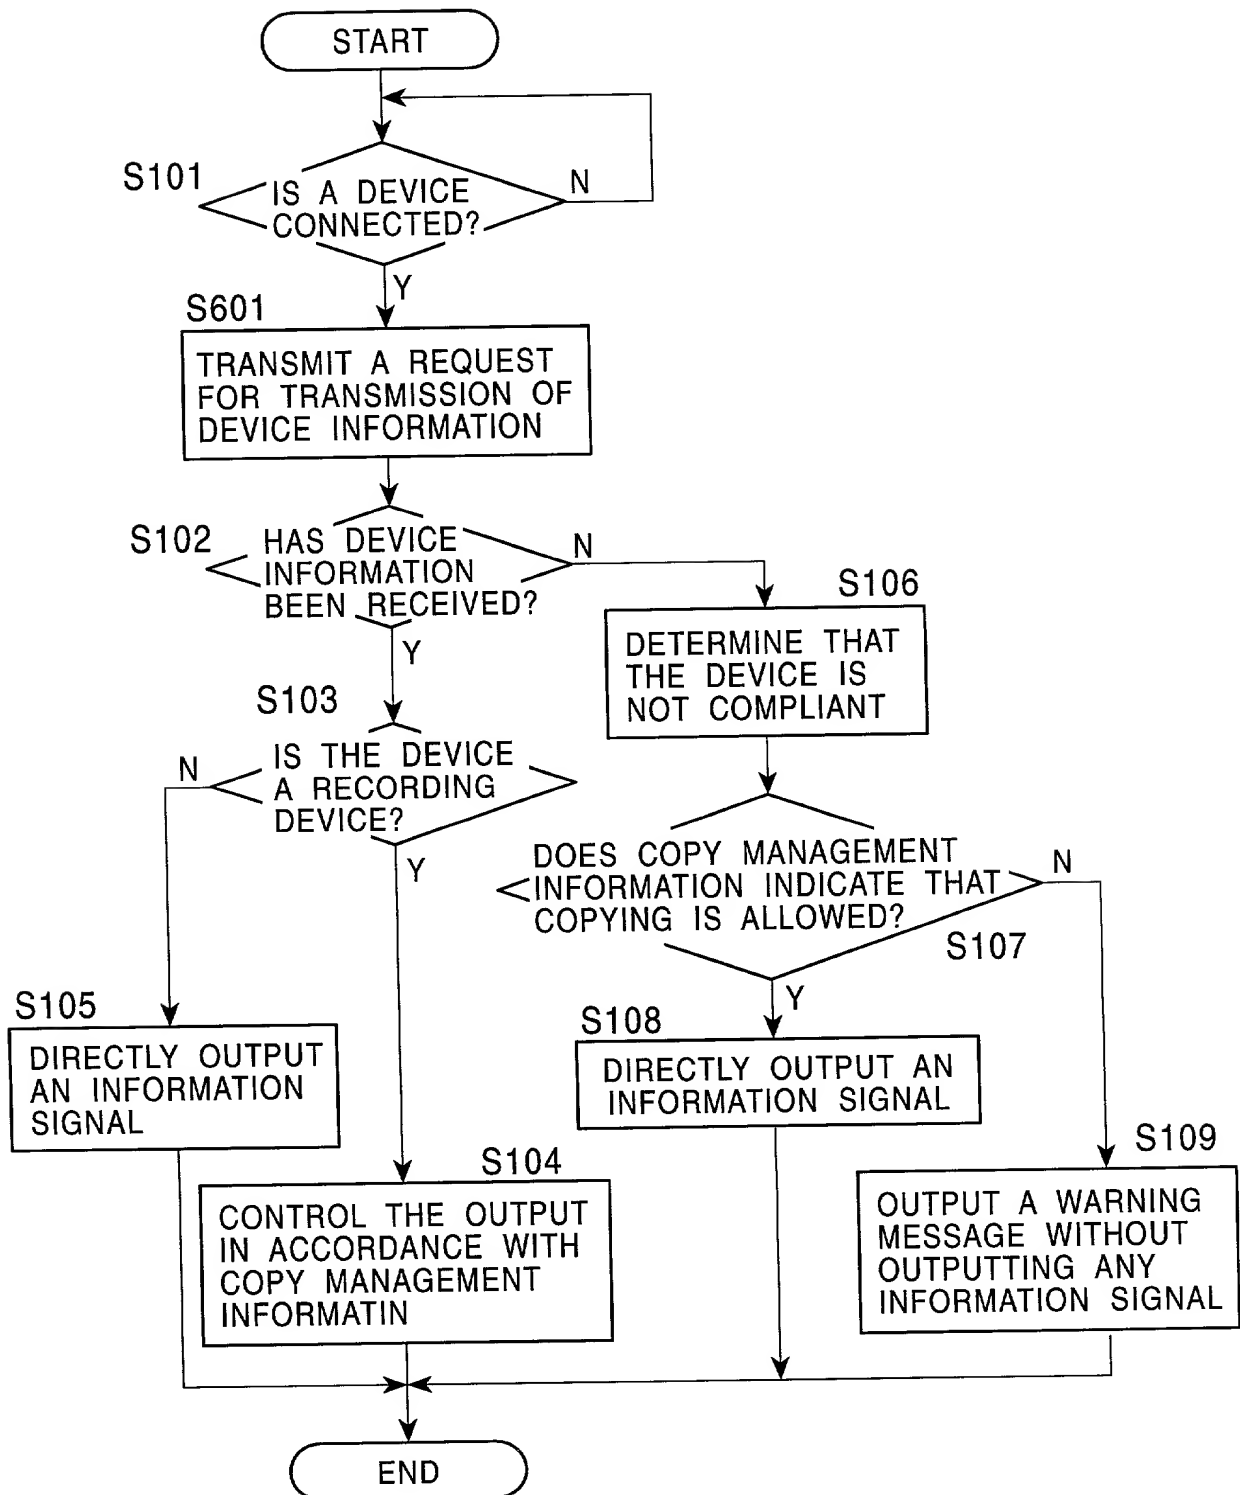 START
S101
IS A DEVICE
CONNECTED?
N
Y
S601
TRANSMIT A REQUEST
FOR TRANSMISSION OF
DEVICE INFORMATION
S102
HAS DEVICE
INFORMATION
BEEN RECEIVED?
N
Y
S106
DETERMINE THAT
THE DEVICE IS
NOT COMPLIANT
S103
IS THE DEVICE
A RECORDING
DEVICE?
N
Y
DOES COPY MANAGEMENT
INFORMATION INDICATE THAT
COPYING IS ALLOWED?
N
S107
Y
S105
DIRECTLY OUTPUT
AN INFORMATION
SIGNAL
S108
DIRECTLY OUTPUT AN
INFORMATION SIGNAL
S104
CONTROL THE OUTPUT
IN ACCORDANCE WITH
COPY MANAGEMENT
INFORMATIN
S109
OUTPUT A WARNING
MESSAGE WITHOUT
OUTPUTTING ANY
INFORMATION SIGNAL
END